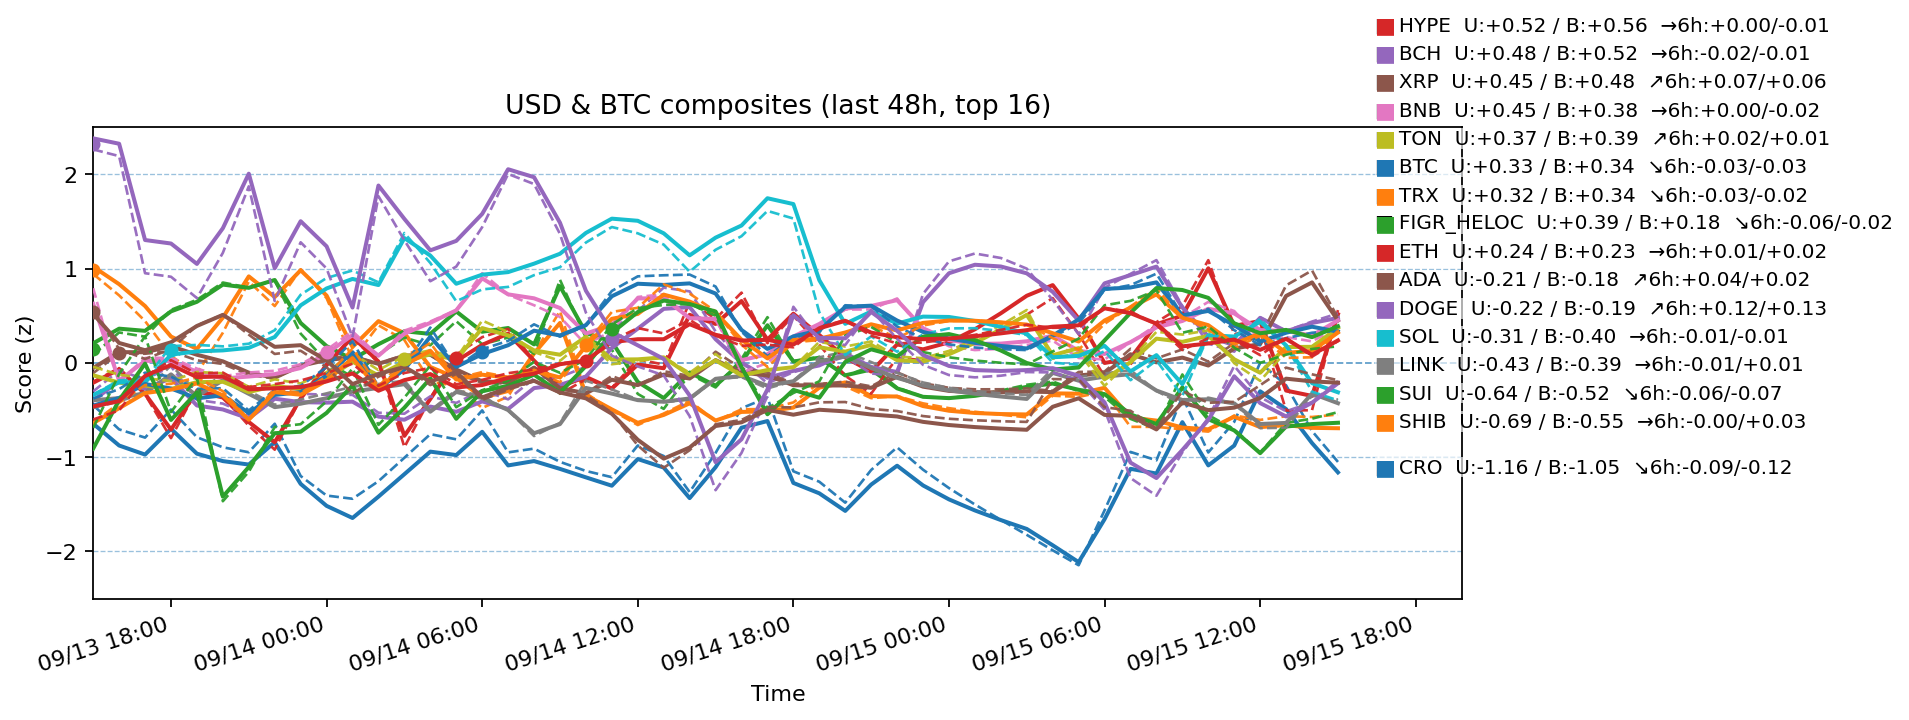 HYPE  U:+0.52 / B:+0.56  →6h:+0.00/-0.01
BCH  U:+0.48 / B:+0.52  →6h:-0.02/-0.01
XRP  U:+0.45 / B:+0.48  ↗6h:+0.07/+0.06
BNB  U:+0.45 / B:+0.38  →6h:+0.00/-0.02
TON  U:+0.37 / B:+0.39  ↗6h:+0.02/+0.01
BTC  U:+0.33 / B:+0.34  ↘6h:-0.03/-0.03
TRX  U:+0.32 / B:+0.34  ↘6h:-0.03/-0.02
FIGR_HELOC  U:+0.39 / B:+0.18  ↘6h:-0.06/-0.02
ETH  U:+0.24 / B:+0.23  →6h:+0.01/+0.02
ADA  U:-0.21 / B:-0.18  ↗6h:+0.04/+0.02
DOGE  U:-0.22 / B:-0.19  ↗6h:+0.12/+0.13
SOL  U:-0.31 / B:-0.40  →6h:-0.01/-0.01
LINK  U:-0.43 / B:-0.39  →6h:-0.01/+0.01
SUI  U:-0.64 / B:-0.52  ↘6h:-0.06/-0.07
SHIB  U:-0.69 / B:-0.55  →6h:-0.00/+0.03
CRO  U:-1.16 / B:-1.05  ↘6h:-0.09/-0.12
USD & BTC composites (last 48h, top 16)
Score (z)
2
1
0
−1
−2
09/13 18:00
09/14 00:00
09/14 06:00
09/14 12:00
09/14 18:00
09/15 00:00
09/15 06:00
09/15 12:00
09/15 18:00
Time